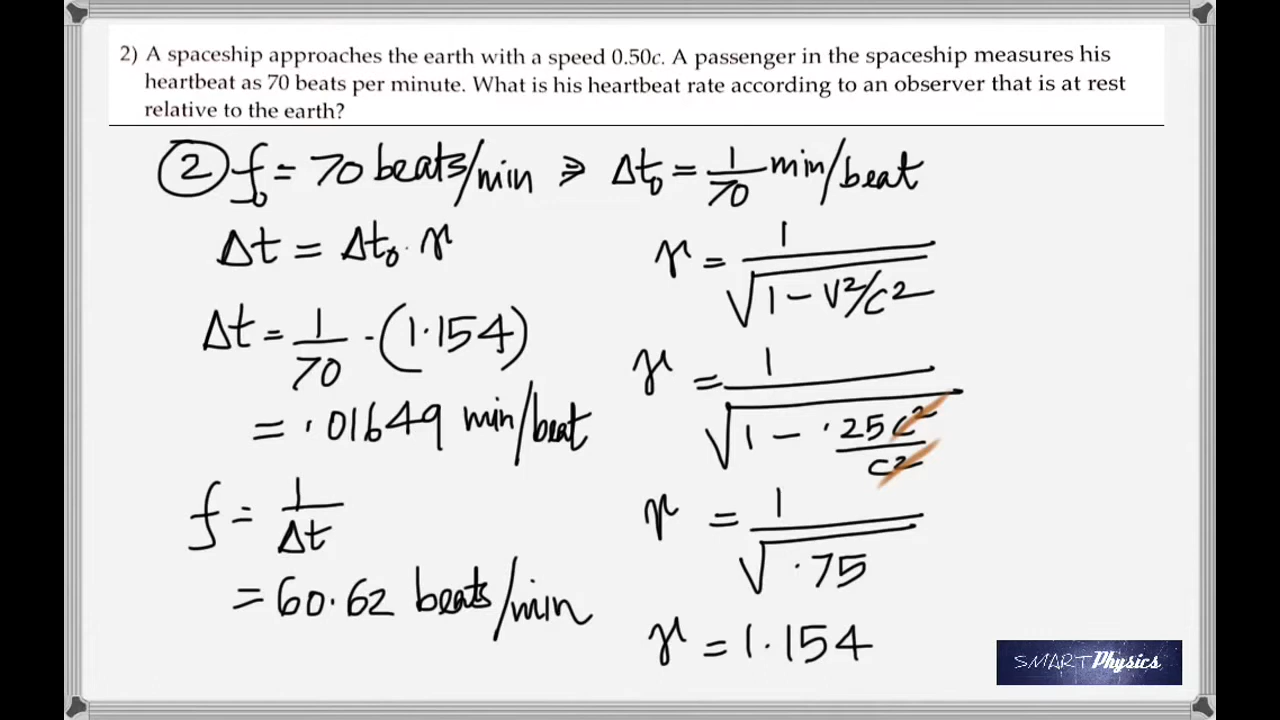 2) A spaceship approaches the earth with a speed 0.50c. A passenger in the spaceship measures his
heartbeat as 70 beats per minute. What is his heartbeat rate according to an observer that is at rest
relative to the earth?
② f₀ = 70 beats/min ⇒ Δt₀ = 1/70 min/beat
Δt = Δt₀ · γ
γ = 1/√(1 − V²/c²)
Δt = 1/70 · (1.154)
γ = 1/√(1 − .25c²/c²)
= .01649 min/beat
f = 1/Δt
γ = 1/√.75
= 60.62 beats/min
γ = 1.154
SMART Physics